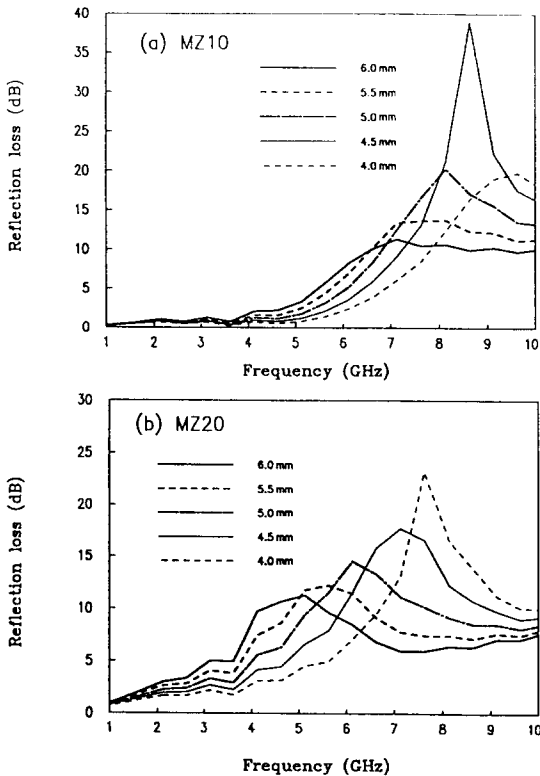 (a) MZ10
40
35
30
25
20
15
10
5
0
Reflection loss (dB)
6.0 mm
5.5 mm
5.0 mm
4.5 mm
4.0 mm
1 2 3 4 5 6 7 8 9 10
Frequency (GHz)
(b) MZ20
30
25
20
15
10
5
0
Reflection loss (dB)
6.0 mm
5.5 mm
5.0 mm
4.5 mm
4.0 mm
1 2 3 4 5 6 7 8 9 10
Frequency (GHz)